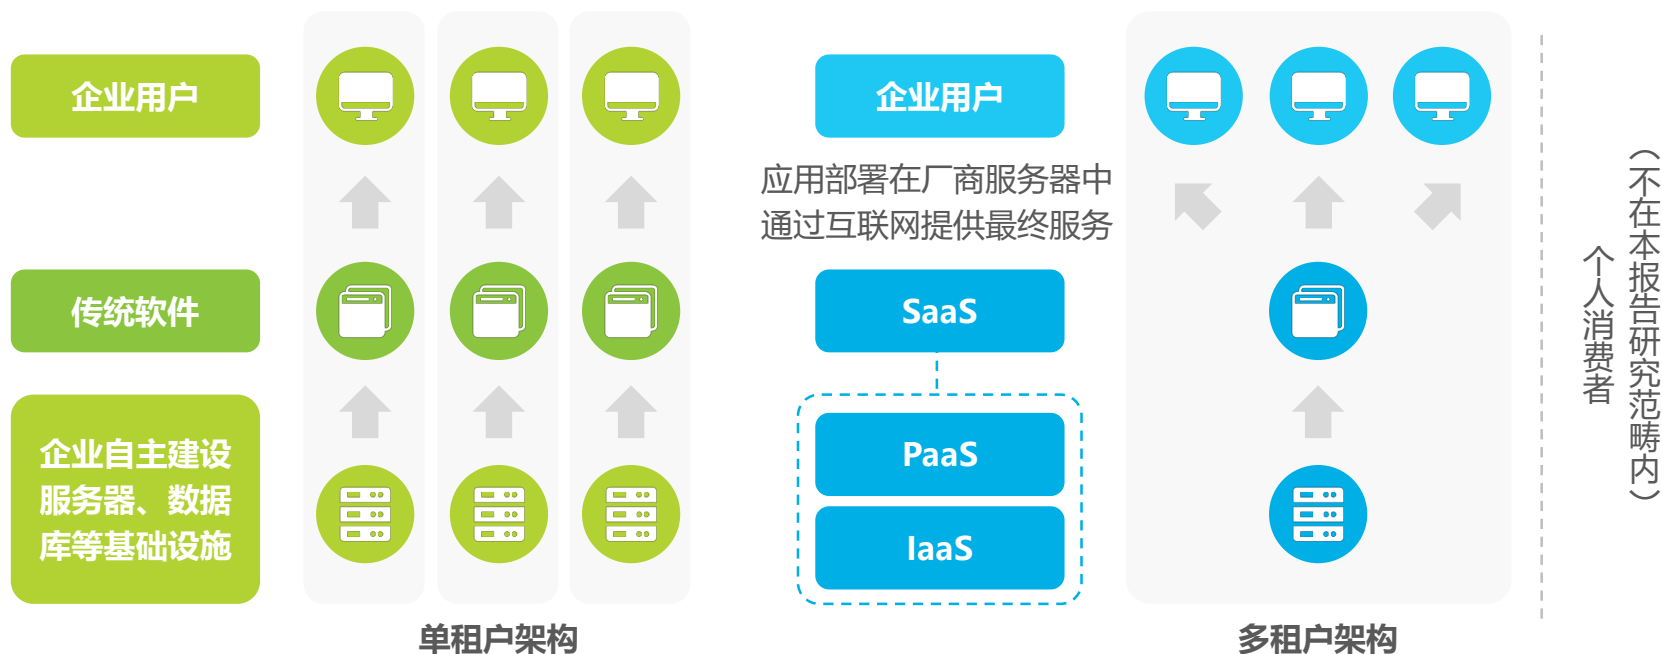 企业用户
传统软件
企业自主建设
服务器、数据
库等基础设施
单租户架构
企业用户
应用部署在厂商服务器中
通过互联网提供最终服务
SaaS
PaaS
IaaS
多租户架构
个人消费者
（不在本报告研究范畴内）